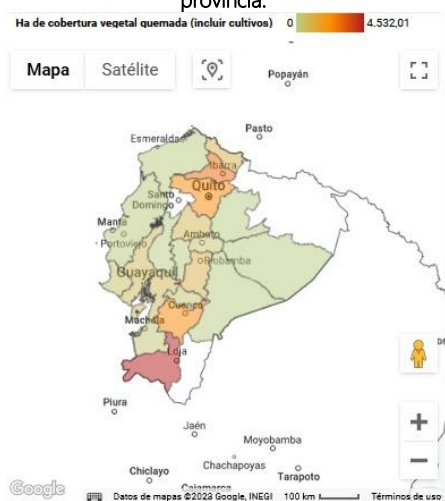 provincia.
Ha de cobertura vegetal quemada (incluir cultivos) 0 4.532,01
Mapa Satélite
Popayán
Pasto
Esmeraldas
Ibarra
Quito
Santo
Domingo
Manta
Portoviejo
Ambato
Riobamba
Guayaquil
Cuenca
Machala
Loja
Piura
Jaén
Moyobamba
Chachapoyas
Chiclayo
Tarapoto
Cajamarca
Google
Datos de mapas ©2023 Google, INEGI 100 km Términos de uso